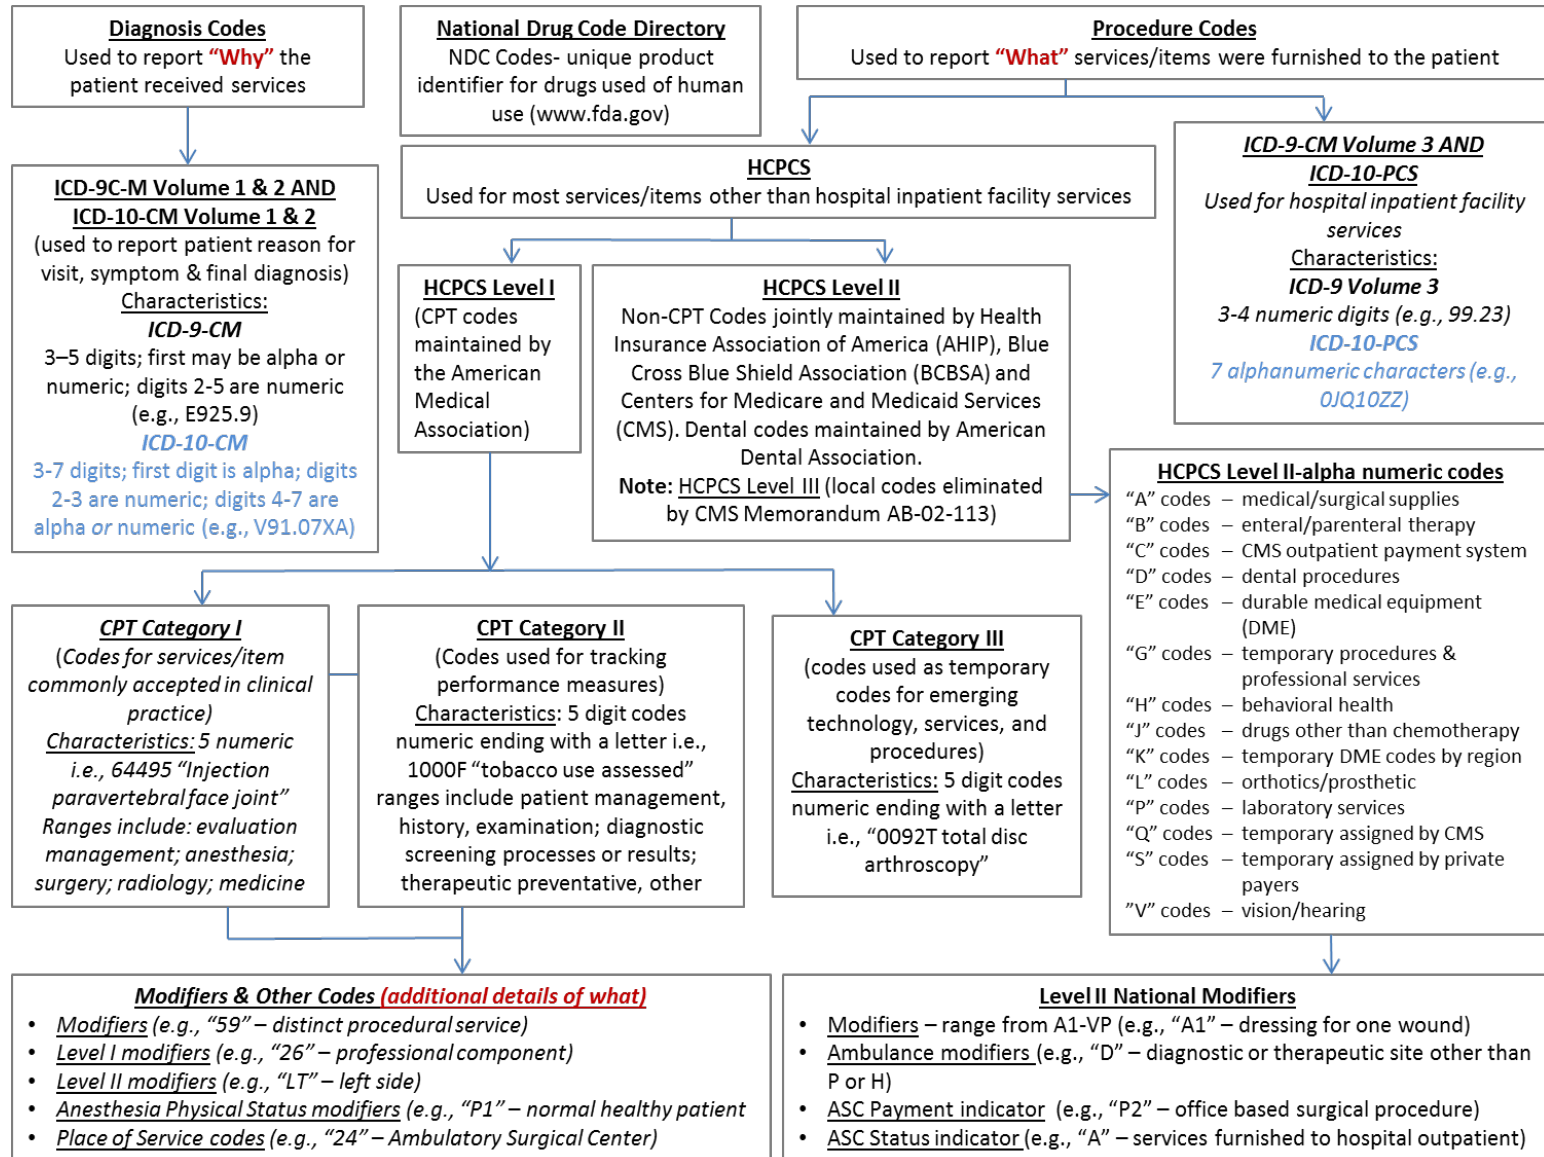 Diagnosis Codes
Used to report “Why” the
patient received services
National Drug Code Directory
NDC Codes- unique product
identifier for drugs used of human
use (www.fda.gov)
Procedure Codes
Used to report “What” services/items were furnished to the patient
ICD-9C-M Volume 1 & 2 AND
ICD-10-CM Volume 1 & 2
(used to report patient reason for
visit, symptom & final diagnosis)
Characteristics:
ICD-9-CM
3–5 digits; first may be alpha or
numeric; digits 2-5 are numeric
(e.g., E925.9)
ICD-10-CM
3-7 digits; first digit is alpha; digits
2-3 are numeric; digits 4-7 are
alpha or numeric (e.g., V91.07XA)
HCPCS
Used for most services/items other than hospital inpatient facility services
ICD-9-CM Volume 3 AND
ICD-10-PCS
Used for hospital inpatient facility
services
Characteristics:
ICD-9 Volume 3
3-4 numeric digits (e.g., 99.23)
ICD-10-PCS
7 alphanumeric characters (e.g.,
0JQ10ZZ)
HCPCS Level I
(CPT codes
maintained by
the American
Medical
Association)
HCPCS Level II
Non-CPT Codes jointly maintained by Health
Insurance Association of America (AHIP), Blue
Cross Blue Shield Association (BCBSA) and
Centers for Medicare and Medicaid Services
(CMS). Dental codes maintained by American
Dental Association.
Note: HCPCS Level III (local codes eliminated
by CMS Memorandum AB-02-113)
HCPCS Level II-alpha numeric codes
“A” codes – medical/surgical supplies
“B” codes – enteral/parenteral therapy
“C” codes – CMS outpatient payment system
“D” codes – dental procedures
“E” codes – durable medical equipment
(DME)
“G” codes – temporary procedures &
professional services
“H” codes – behavioral health
“J” codes – drugs other than chemotherapy
“K” codes – temporary DME codes by region
“L” codes – orthotics/prosthetic
“P” codes – laboratory services
“Q” codes – temporary assigned by CMS
“S” codes – temporary assigned by private
payers
”V” codes – vision/hearing
CPT Category I
(Codes for services/item
commonly accepted in clinical
practice)
Characteristics: 5 numeric
i.e., 64495 “Injection
paravertebral face joint”
Ranges include: evaluation
management; anesthesia;
surgery; radiology; medicine
CPT Category II
(Codes used for tracking
performance measures)
Characteristics: 5 digit codes
numeric ending with a letter i.e.,
1000F “tobacco use assessed”
ranges include patient management,
history, examination; diagnostic
screening processes or results;
therapeutic preventative, other
CPT Category III
(codes used as temporary
codes for emerging
technology, services, and
procedures)
Characteristics: 5 digit codes
numeric ending with a letter
i.e., “0092T total disc
arthroscopy”
Modifiers & Other Codes (additional details of what)
• Modifiers (e.g., “59” – distinct procedural service)
• Level I modifiers (e.g., “26” – professional component)
• Level II modifiers (e.g., “LT” – left side)
• Anesthesia Physical Status modifiers (e.g., “P1” – normal healthy patient
• Place of Service codes (e.g., “24” – Ambulatory Surgical Center)
Level II National Modifiers
• Modifiers – range from A1-VP (e.g., “A1” – dressing for one wound)
• Ambulance modifiers (e.g., “D” – diagnostic or therapeutic site other than
P or H)
• ASC Payment indicator (e.g., “P2” – office based surgical procedure)
• ASC Status indicator (e.g., “A” – services furnished to hospital outpatient)